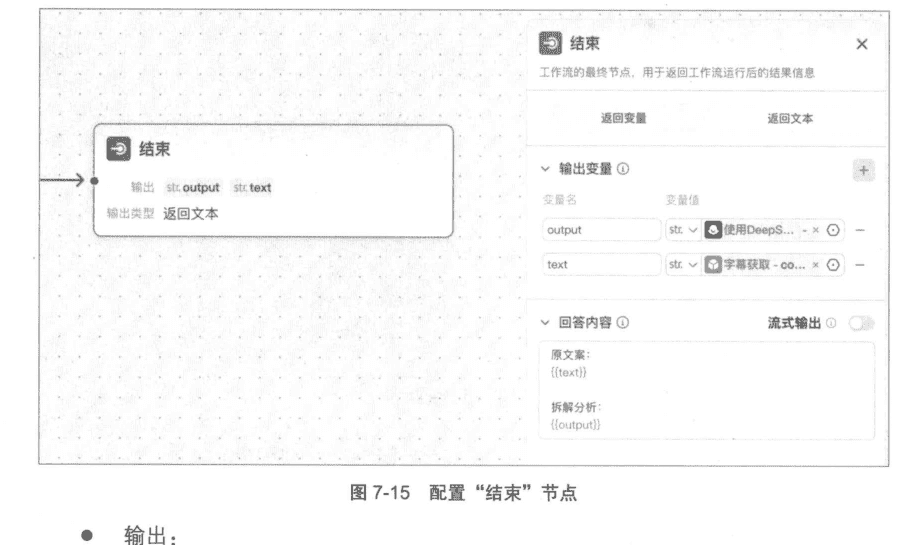 结束
工作流的最终节点，用于返回工作流运行后的结果信息
返回变量 返回文本
结束
输出 str. output str. text
输出类型 返回文本
输出变量
变量名 变量值
output str. 使用DeepS... -
text str. 字幕获取 - co...
回答内容 流式输出
原文案：
{{text}}
拆解分析：
{{output}}
图 7-15 配置“结束”节点
● 输出：